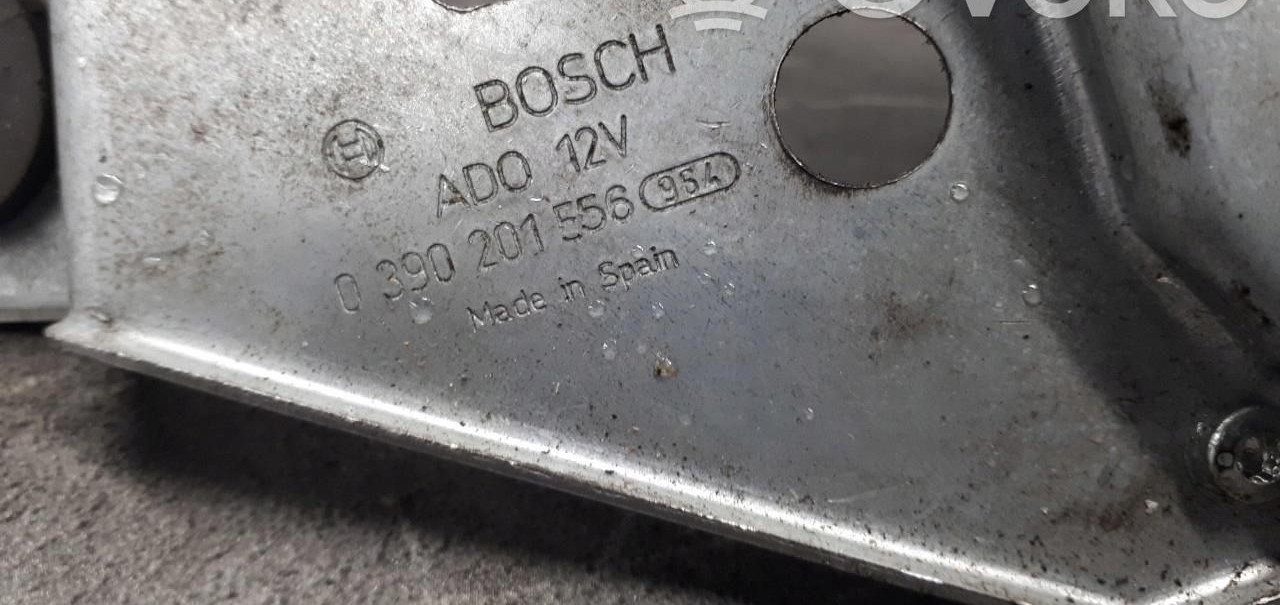 BOSCH
ADO 12V
0 390 201 556 954
Made in Spain